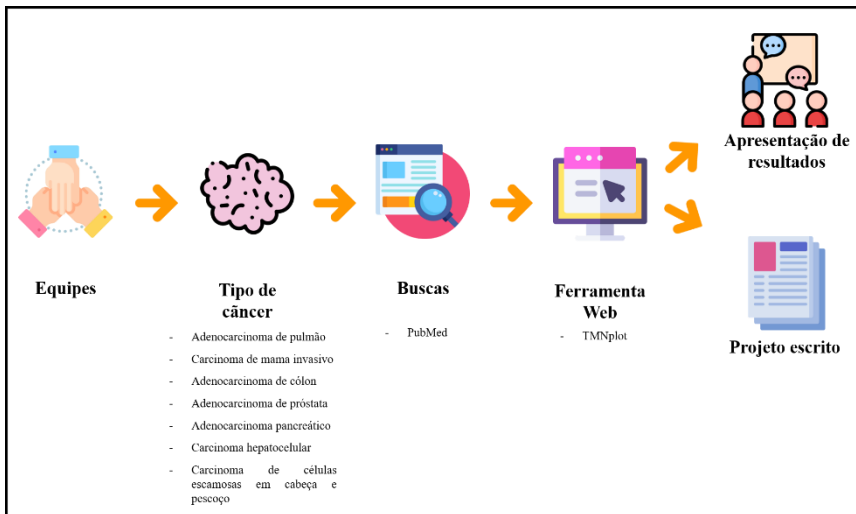 Equipes
Tipo de
câncer
- Adenocarcinoma de pulmão
- Carcinoma de mama invasivo
- Adenocarcinoma de cólon
- Adenocarcinoma de próstata
- Adenocarcinoma pancreático
- Carcinoma hepatocelular
- Carcinoma de células
escamosas em cabeça e
pescoço
Buscas
- PubMed
Ferramenta
Web
- TMNplot
Apresentação de
resultados
Projeto escrito